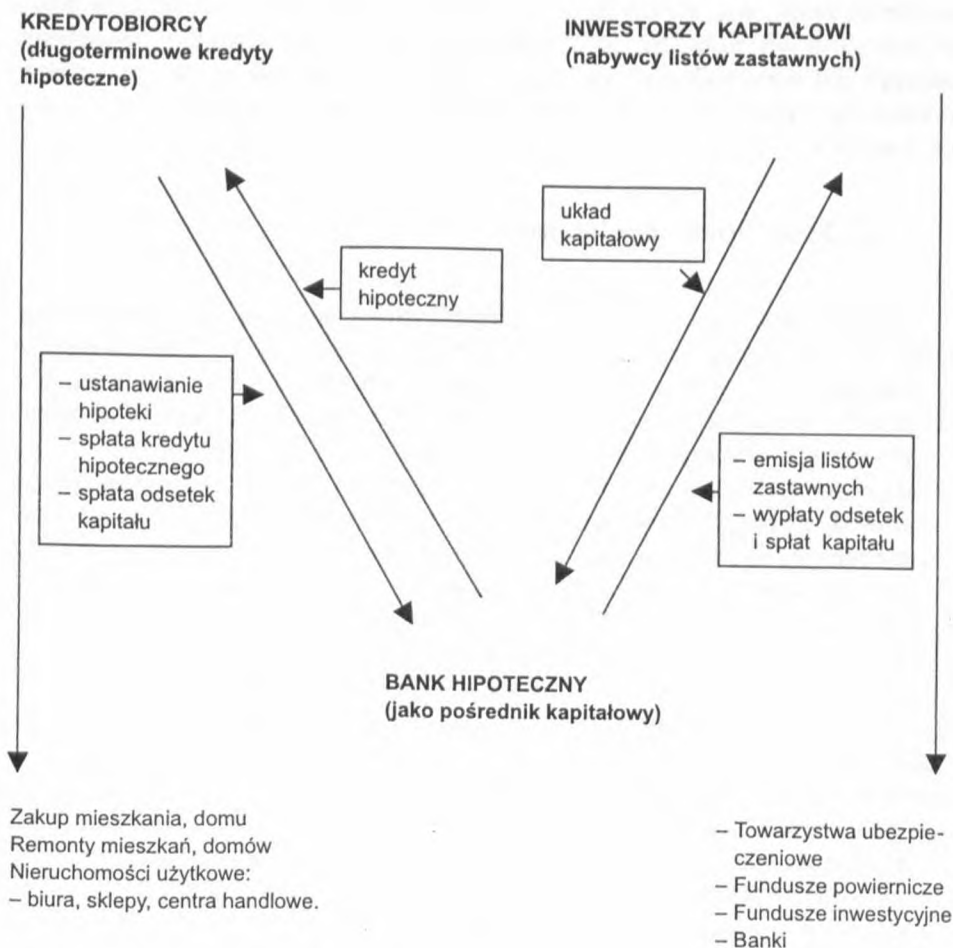 KREDYTOBIORCY
(długoterminowe kredyty
hipoteczne)
INWESTORZY KAPITAŁOWI
(nabywcy listów zastawnych)
układ
kapitałowy
kredyt
hipoteczny
– ustanawianie
hipoteki
– spłata kredytu
hipotecznego
– spłata odsetek
kapitału
– emisja listów
zastawnych
– wypłaty odsetek
i spłat kapitału
BANK HIPOTECZNY
(jako pośrednik kapitałowy)
Zakup mieszkania, domu
Remonty mieszkań, domów
Nieruchomości użytkowe:
– biura, sklepy, centra handlowe.
– Towarzystwa ubezpie-
czeniowe
– Fundusze powiernicze
– Fundusze inwestycyjne
– Banki